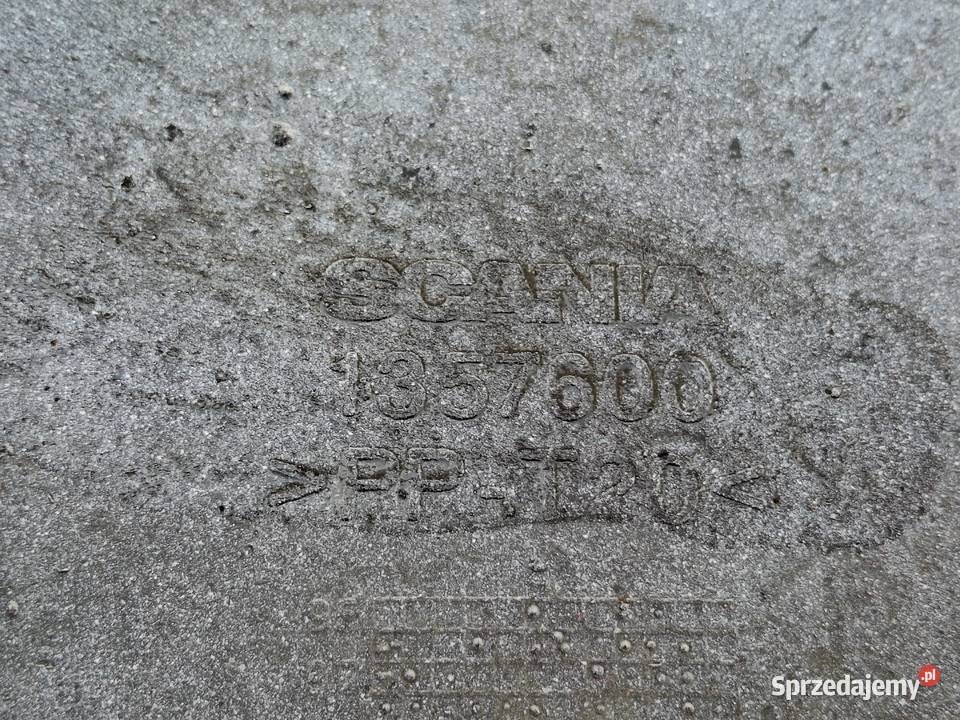 SCANIA
1357600
>PP-T20<
Sprzedajemy.pl